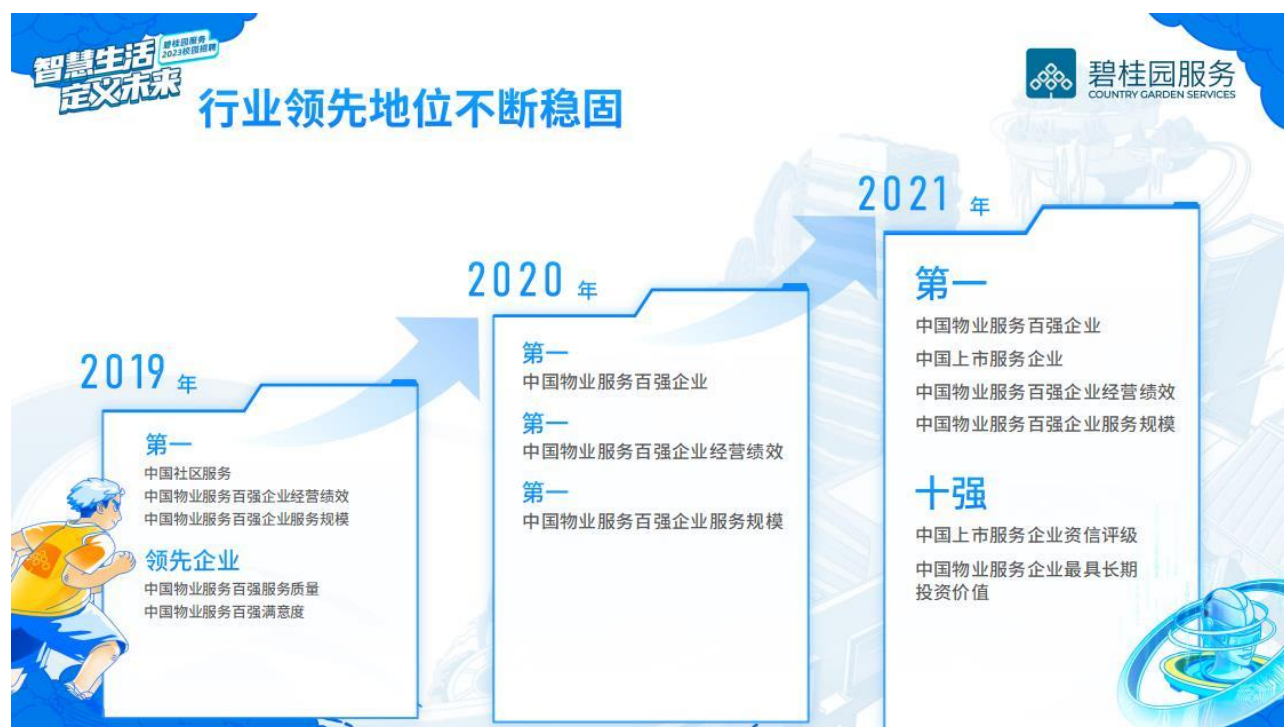 智慧生活
定义未来
碧桂园服务
2023校园招聘
行业领先地位不断稳固
碧桂园服务
COUNTRY GARDEN SERVICES
2019 年
第一
中国社区服务
中国物业服务百强企业经营绩效
中国物业服务百强企业服务规模
领先企业
中国物业服务百强服务质量
中国物业服务百强满意度
2020 年
第一
中国物业服务百强企业
第一
中国物业服务百强企业经营绩效
第一
中国物业服务百强企业服务规模
2021 年
第一
中国物业服务百强企业
中国上市服务企业
中国物业服务百强企业经营绩效
中国物业服务百强企业服务规模
十强
中国上市服务企业资信评级
中国物业服务企业最具长期
投资价值